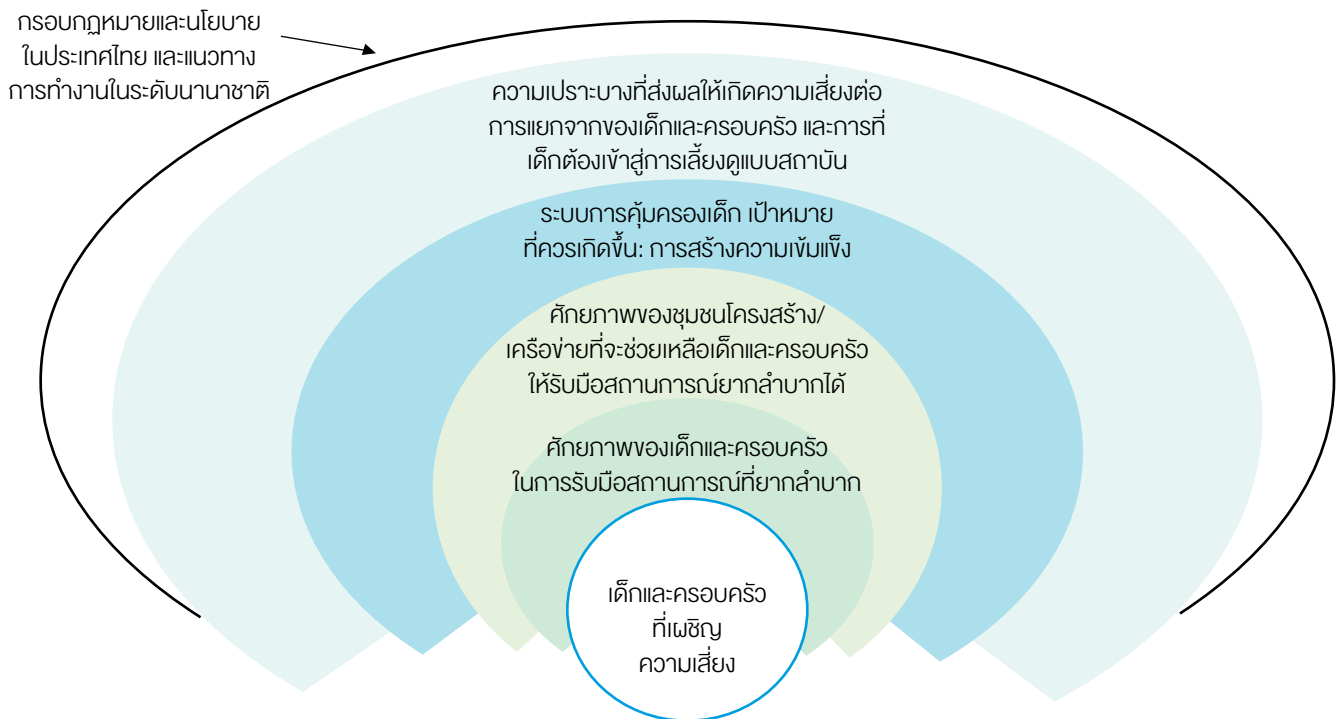 กรอบกฎหมายและนโยบาย
ในประเทศไทย และแนวทาง
การทำงานในระดับนานาชาติ
ความเปราะบางที่ส่งผลให้เกิดความเสี่ยงต่อ
การแยกจากของเด็กและครอบครัว และการที่
เด็กต้องเข้าสู่การเลี้ยงดูแบบสถาบัน
ระบบการคุ้มครองเด็ก เป้าหมาย
ที่ควรเกิดขึ้น: การสร้างความเข้มแข็ง
ศักยภาพของชุมชนโครงสร้าง/
เครือข่ายที่จะช่วยเหลือเด็กและครอบครัว
ให้รับมือสถานการณ์ยากลำบากได้
ศักยภาพของเด็กและครอบครัว
ในการรับมือสถานการณ์ที่ยากลำบาก
เด็กและครอบครัว
ที่เผชิญ
ความเสี่ยง